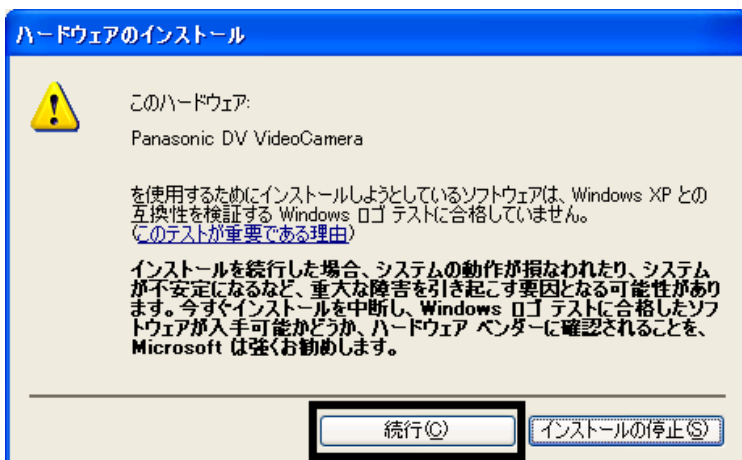 ハードウェアのインストール
このハードウェア:
Panasonic DV VideoCamera
を使用するためにインストールしようとしているソフトウェアは、Windows XP との
互換性を検証する Windows ロゴ テストに合格していません。
(このテストが重要である理由)
インストールを続行した場合、システムの動作が損なわれたり、システム
が不安定になるなど、重大な障害を引き起こす要因となる可能性があり
ます。今すぐインストールを中断し、Windows ロゴ テストに合格したソフ
トウェアが入手可能かどうか、ハードウェア ベンダーに確認されることを、
Microsoft は強くお勧めします。
続行(C) インストールの停止(S)